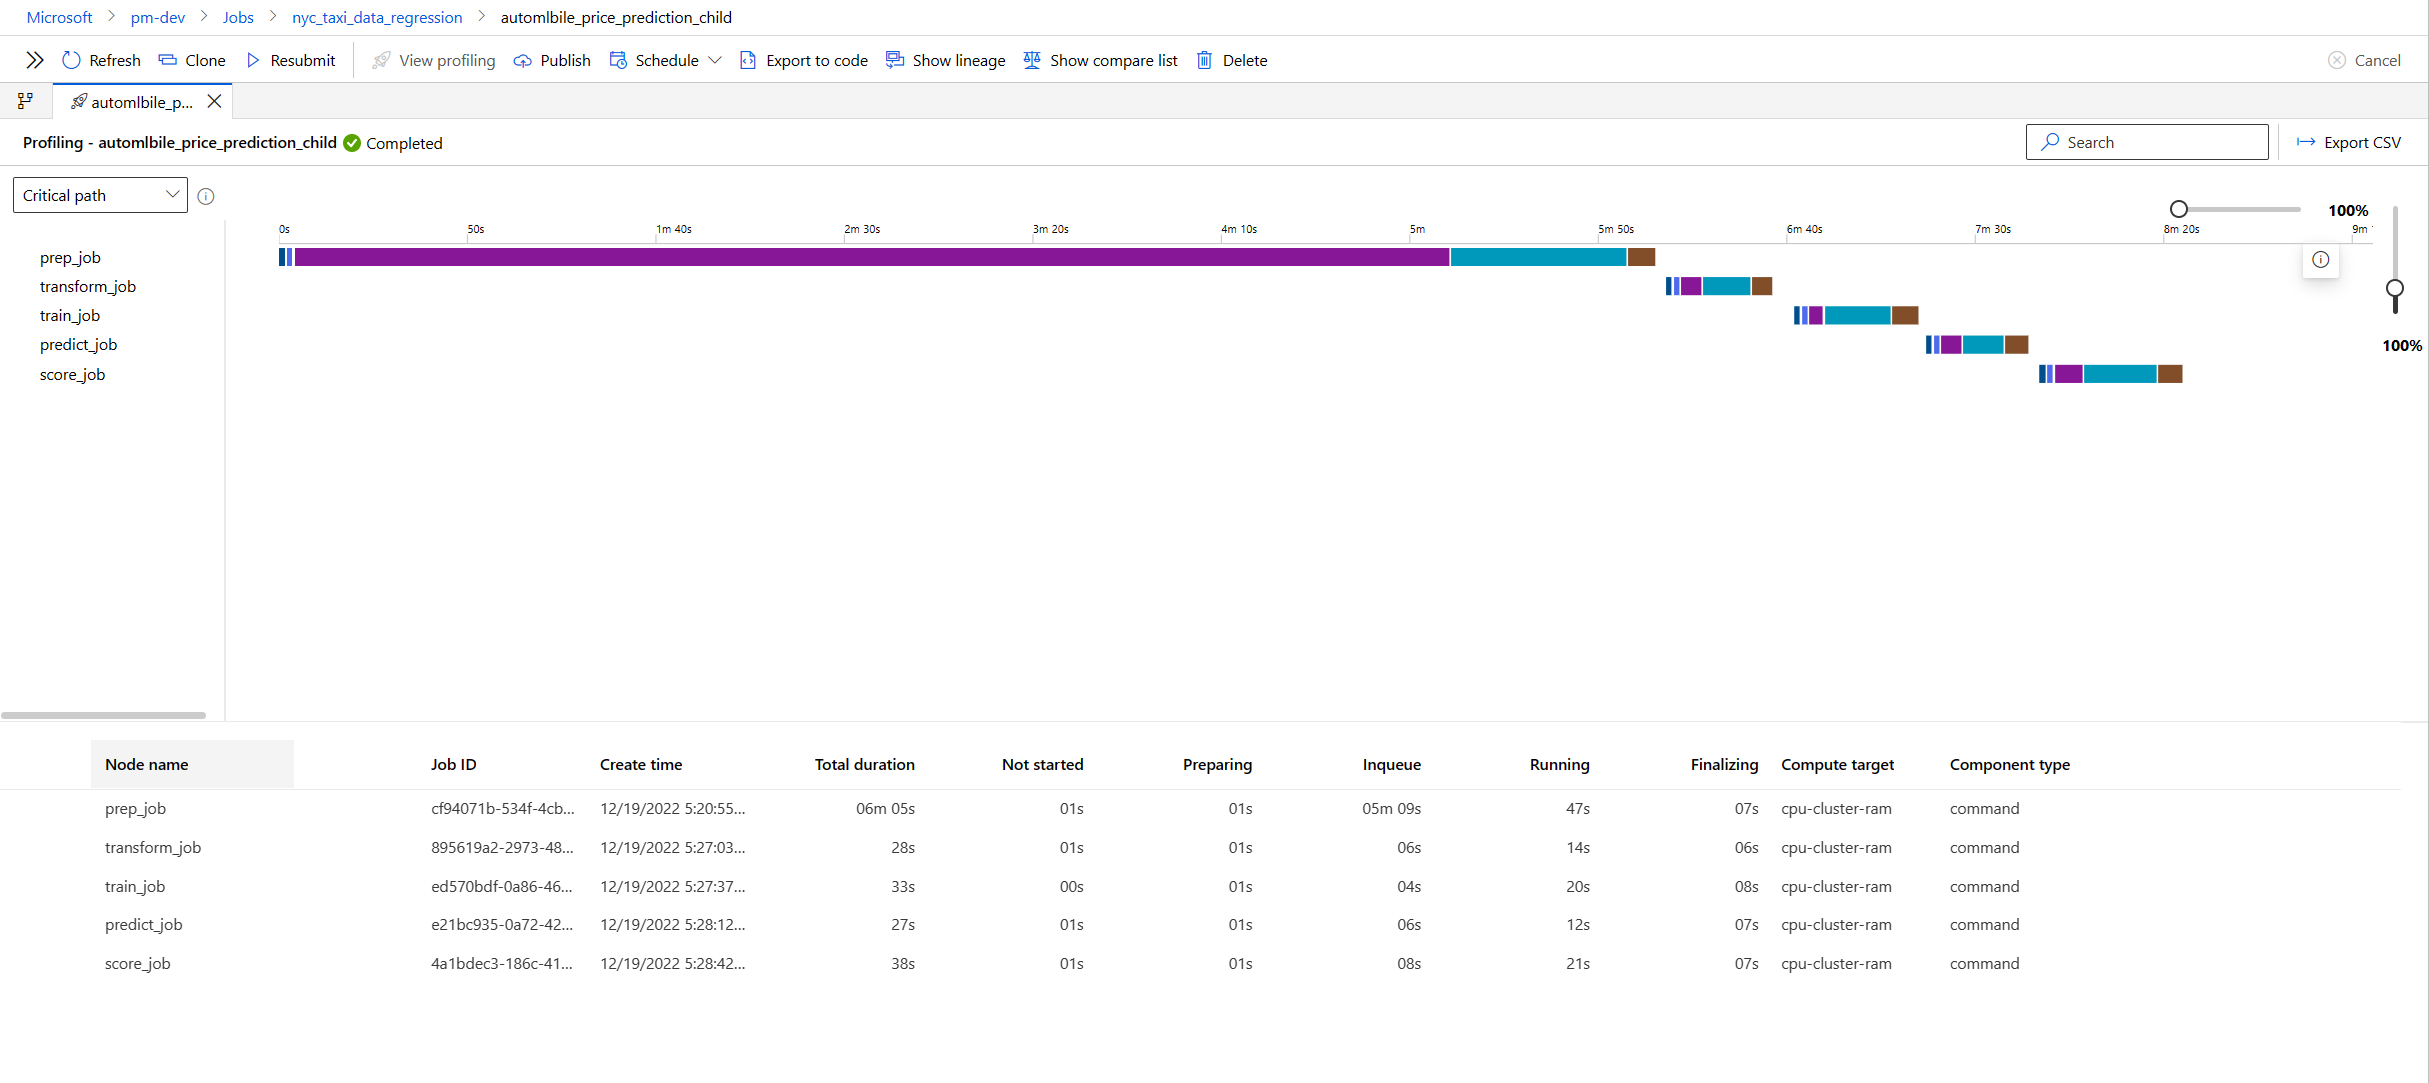 Microsoft > pm-dev > Jobs > nyc_taxi_data_regression > automlbile_price_prediction_child
Refresh Clone Resubmit View profiling Publish Schedule Export to code Show lineage Show compare list Delete Cancel
automlbile_p...
Profiling - automlbile_price_prediction_child Completed Search Export CSV
Critical path
100%
0s 50s 1m 40s 2m 30s 3m 20s 4m 10s 5m 5m 50s 6m 40s 7m 30s 8m 20s 9m
prep_job
transform_job
train_job
predict_job
100%
score_job
Node name Job ID Create time Total duration Not started Preparing Inqueue Running Finalizing Compute target Component type
prep_job cf94071b-534f-4cb... 12/19/2022 5:20:55... 06m 05s 01s 01s 05m 09s 47s 07s cpu-cluster-ram command
transform_job 895619a2-2973-48... 12/19/2022 5:27:03... 28s 01s 01s 06s 14s 06s cpu-cluster-ram command
train_job ed570bdf-0a86-46... 12/19/2022 5:27:37... 33s 00s 01s 04s 20s 08s cpu-cluster-ram command
predict_job e21bc935-0a72-42... 12/19/2022 5:28:12... 27s 01s 01s 06s 12s 07s cpu-cluster-ram command
score_job 4a1bdec3-186c-41... 12/19/2022 5:28:42... 38s 01s 01s 08s 21s 07s cpu-cluster-ram command